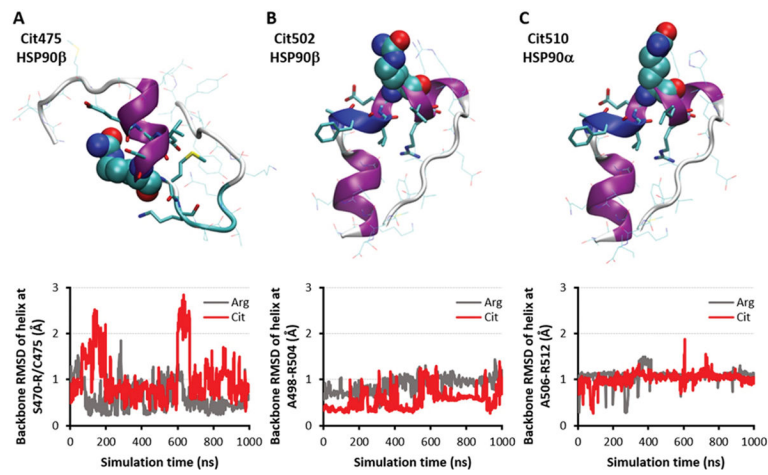 A
Cit475
HSP90β
B
Cit502
HSP90β
C
Cit510
HSP90α
Backbone RMSD of helix at
S470-R/C475 (Å)
3
2
1
0
Arg
Cit
0 200 400 600 800 1000
Simulation time (ns)
Backbone RMSD of helix at
A498-R504 (Å)
3
2
1
0
Arg
Cit
0 200 400 600 800 1000
Simulation time (ns)
Backbone RMSD of helix at
A506-R512 (Å)
3
2
1
0
Arg
Cit
0 200 400 600 800 1000
Simulation time (ns)